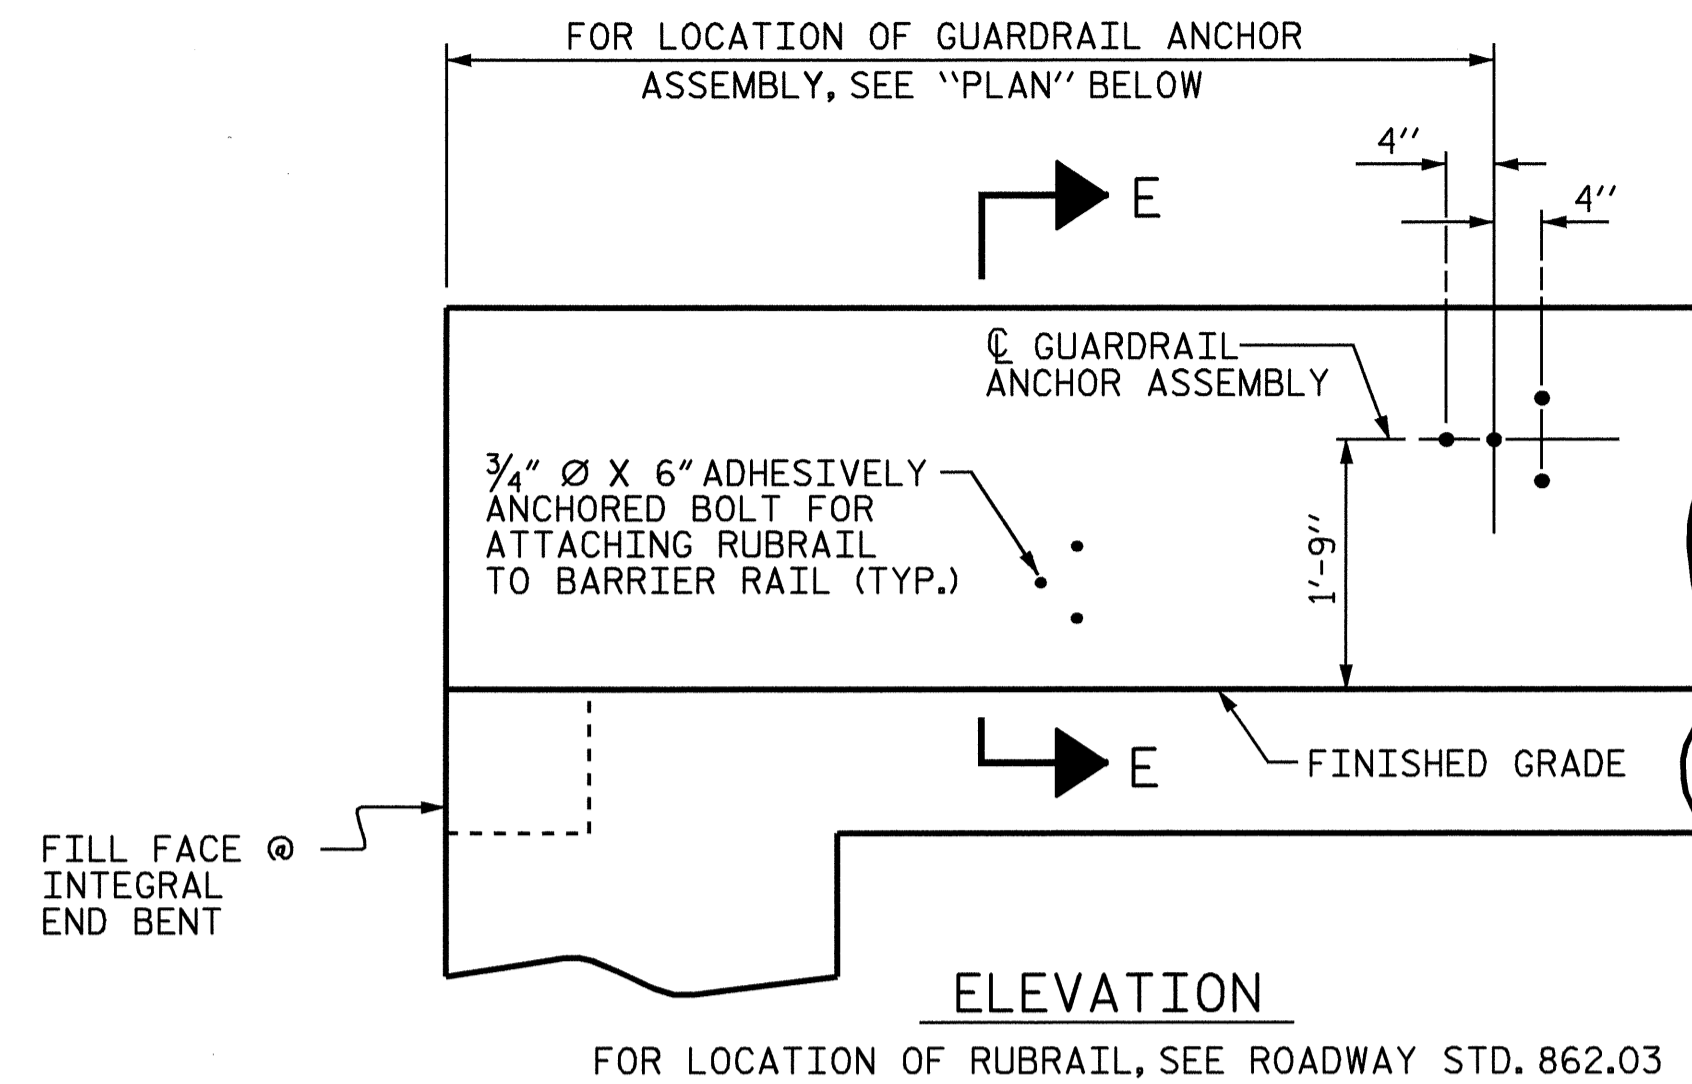 FOR LOCATION OF GUARDRAIL ANCHOR
ASSEMBLY, SEE "PLAN" BELOW
4"
4"
E
℄ GUARDRAIL
ANCHOR ASSEMBLY
3/4" Ø X 6" ADHESIVELY
ANCHORED BOLT FOR
ATTACHING RUBRAIL
TO BARRIER RAIL (TYP.)
1'-9"
E
FINISHED GRADE
FILL FACE @
INTEGRAL
END BENT
ELEVATION
FOR LOCATION OF RUBRAIL, SEE ROADWAY STD. 862.03